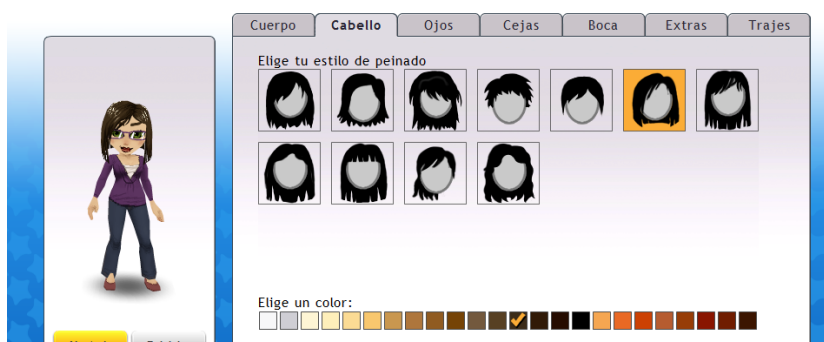 Cuerpo Cabello Ojos Cejas Boca Extras Trajes
Elige tu estilo de peinado
Elige un color: